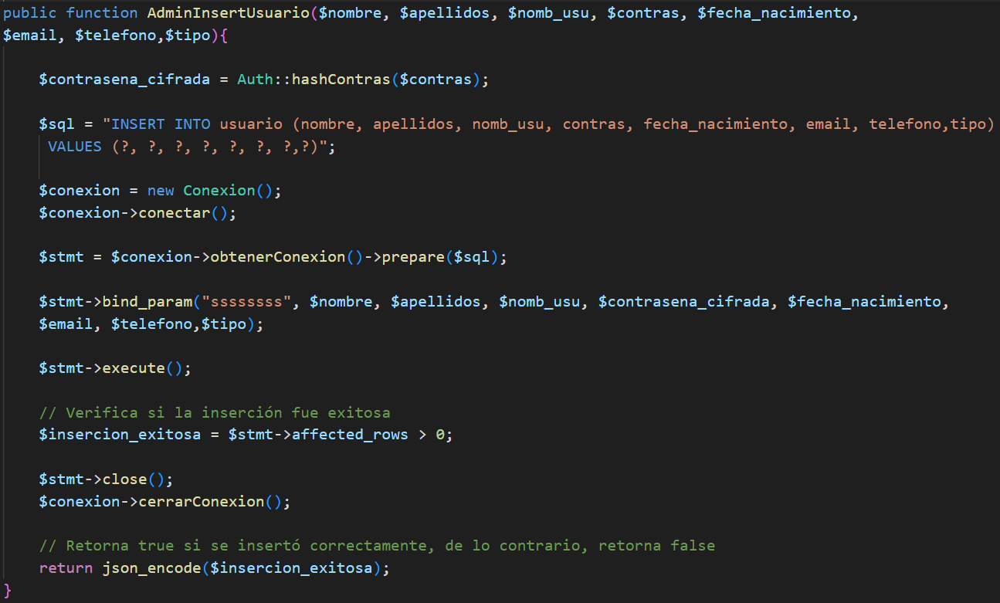 public function AdminInsertUsuario($nombre, $apellidos, $nomb_usu, $contras, $fecha_nacimiento,
$email, $telefono,$tipo){
$contrasena_cifrada = Auth::hashContras($contras);
$sql = "INSERT INTO usuario (nombre, apellidos, nomb_usu, contras, fecha_nacimiento, email, telefono,tipo)
VALUES (?, ?, ?, ?, ?, ?, ?,?)";
$conexion = new Conexion();
$conexion->conectar();
$stmt = $conexion->obtenerConexion()->prepare($sql);
$stmt->bind_param("ssssssss", $nombre, $apellidos, $nomb_usu, $contrasena_cifrada, $fecha_nacimiento,
$email, $telefono,$tipo);
$stmt->execute();
// Verifica si la inserción fue exitosa
$insercion_exitosa = $stmt->affected_rows > 0;
$stmt->close();
$conexion->cerrarConexion();
// Retorna true si se insertó correctamente, de lo contrario, retorna false
return json_encode($insercion_exitosa);
}